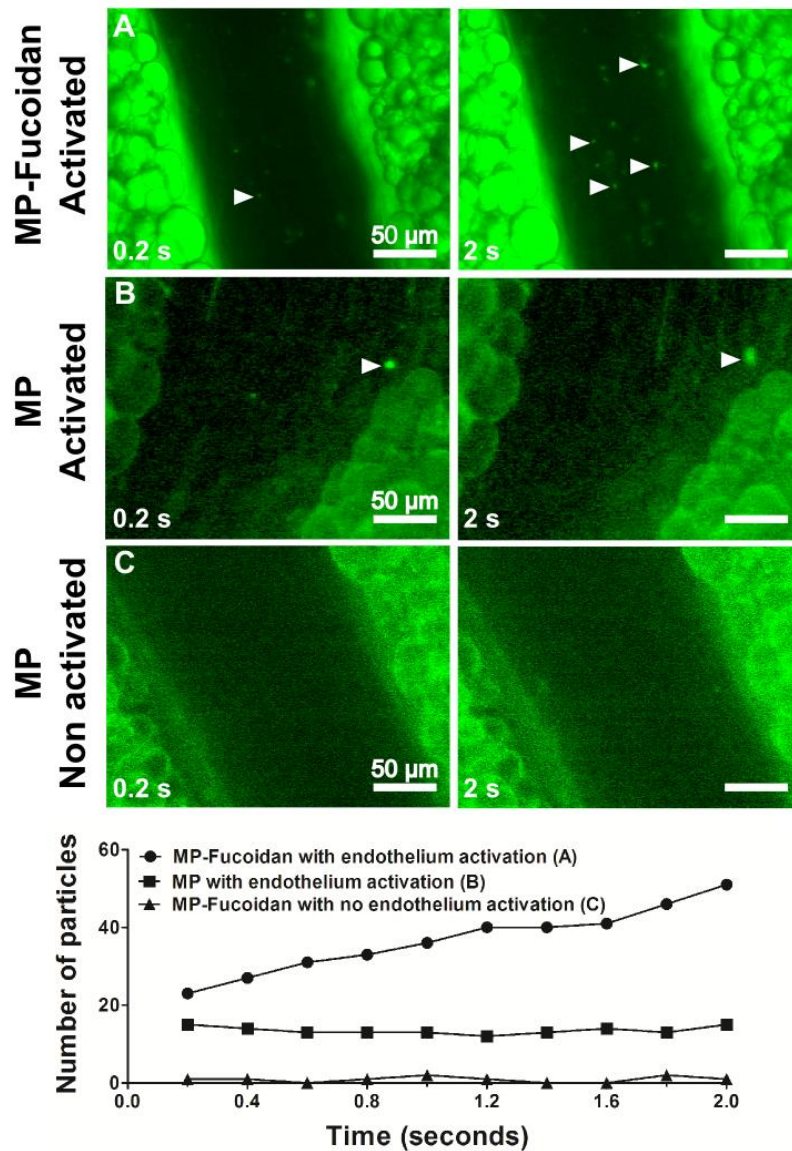 MP-Fucoidan
Activated
A
0.2 s
50 µm
2 s
MP
Activated
B
0.2 s
50 µm
2 s
MP
Non activated
C
0.2 s
50 µm
2 s
Number of particles
60
40
20
0
MP-Fucoidan with endothelium activation (A)
MP with endothelium activation (B)
MP-Fucoidan with no endothelium activation (C)
0.0 0.4 0.8 1.2 1.6 2.0
Time (seconds)